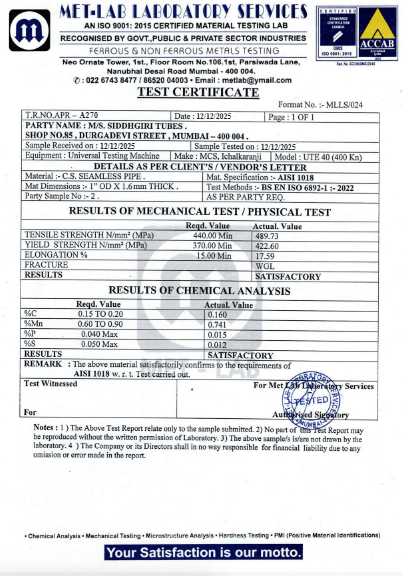 MET-LAB LABORATORY SERVICES
AN ISO 9001: 2015 CERTIFIED MATERIAL TESTING LAB
RECOGNISED BY GOVT.,PUBLIC & PRIVATE SECTOR INDUSTRIES
FERROUS & NON FERROUS METALS TESTING
Neo Ornate Tower, 1st., Floor Room No.106.1st, Parsiwada Lane,
Nanubhai Desai Road Mumbai - 400 004.
✆ : 022 6743 8477 / 86520 04003 • Email : metlab@ymail.com
CERTIFIED
ISO 9001: 2015
ACCAB
TEST CERTIFICATE
Format No. :- MLLS/024
T.R.NO.APR – A270 Date : 12/12/2025 Page : 1 OF 1
PARTY NAME : M/S. SIDDHGIRI TUBES .
SHOP NO.85 , DURGADEVI STREET , MUMBAI – 400 004 .
Sample Received on : 12/12/2025 Sample Tested on : 12/12/2025
Equipment : Universal Testing Machine Make : MCS, Ichalkaranji Model : UTE 40 (400 Kn)
DETAILS AS PER CLIENT'S / VENDOR'S LETTER
Material :- C.S. SEAMLESS PIPE . Mat. Specification :- AISI 1018
Mat Dimensions :- 1" OD X 1.6mm THICK . Test Methods :- BS EN ISO 6892-1 :- 2022
Party Sample No :- 2 . AS PER PARTY REQ.
RESULTS OF MECHANICAL TEST / PHYSICAL TEST
Reqd. Value Actual. Value
TENSILE STRENGTH N/mm² (MPa) 440.00 Min 489.73
YIELD STRENGTH N/mm² (MPa) 370.00 Min 422.60
ELONGATION % 15.00 Min 17.59
FRACTURE WGL
RESULTS SATISFACTORY
RESULTS OF CHEMICAL ANALYSIS
Reqd. Value Actual. Value
%C 0.15 TO 0.20 0.160
%Mn 0.60 TO 0.90 0.741
%P 0.040 Max 0.015
%S 0.050 Max 0.012
RESULTS SATISFACTORY
REMARK : The above material satisfactorily confirms to the requirements of
AISI 1018 w. r. t. Test carried out.
MET - LAB
Test Witnessed For Met Lab Laboratory Services
TESTED
MUMBAI
For Authorised Signatory
Notes : 1 ) The Above Test Report relate only to the sample submitted. 2) No part of this Test Report may
be reproduced without the written permission of Laboratory. 3) The above sample/s is/are not drawn by the
laboratory. 4 ) The Company or its Directors shall in no way responsible for financial liability due to any
omission or error made in the report.
• Chemical Analysis • Mechanical Testing • Microstructure Analysis • Hardness Testing • PMI (Positive Material Identifications)
Your Satisfaction is our motto.